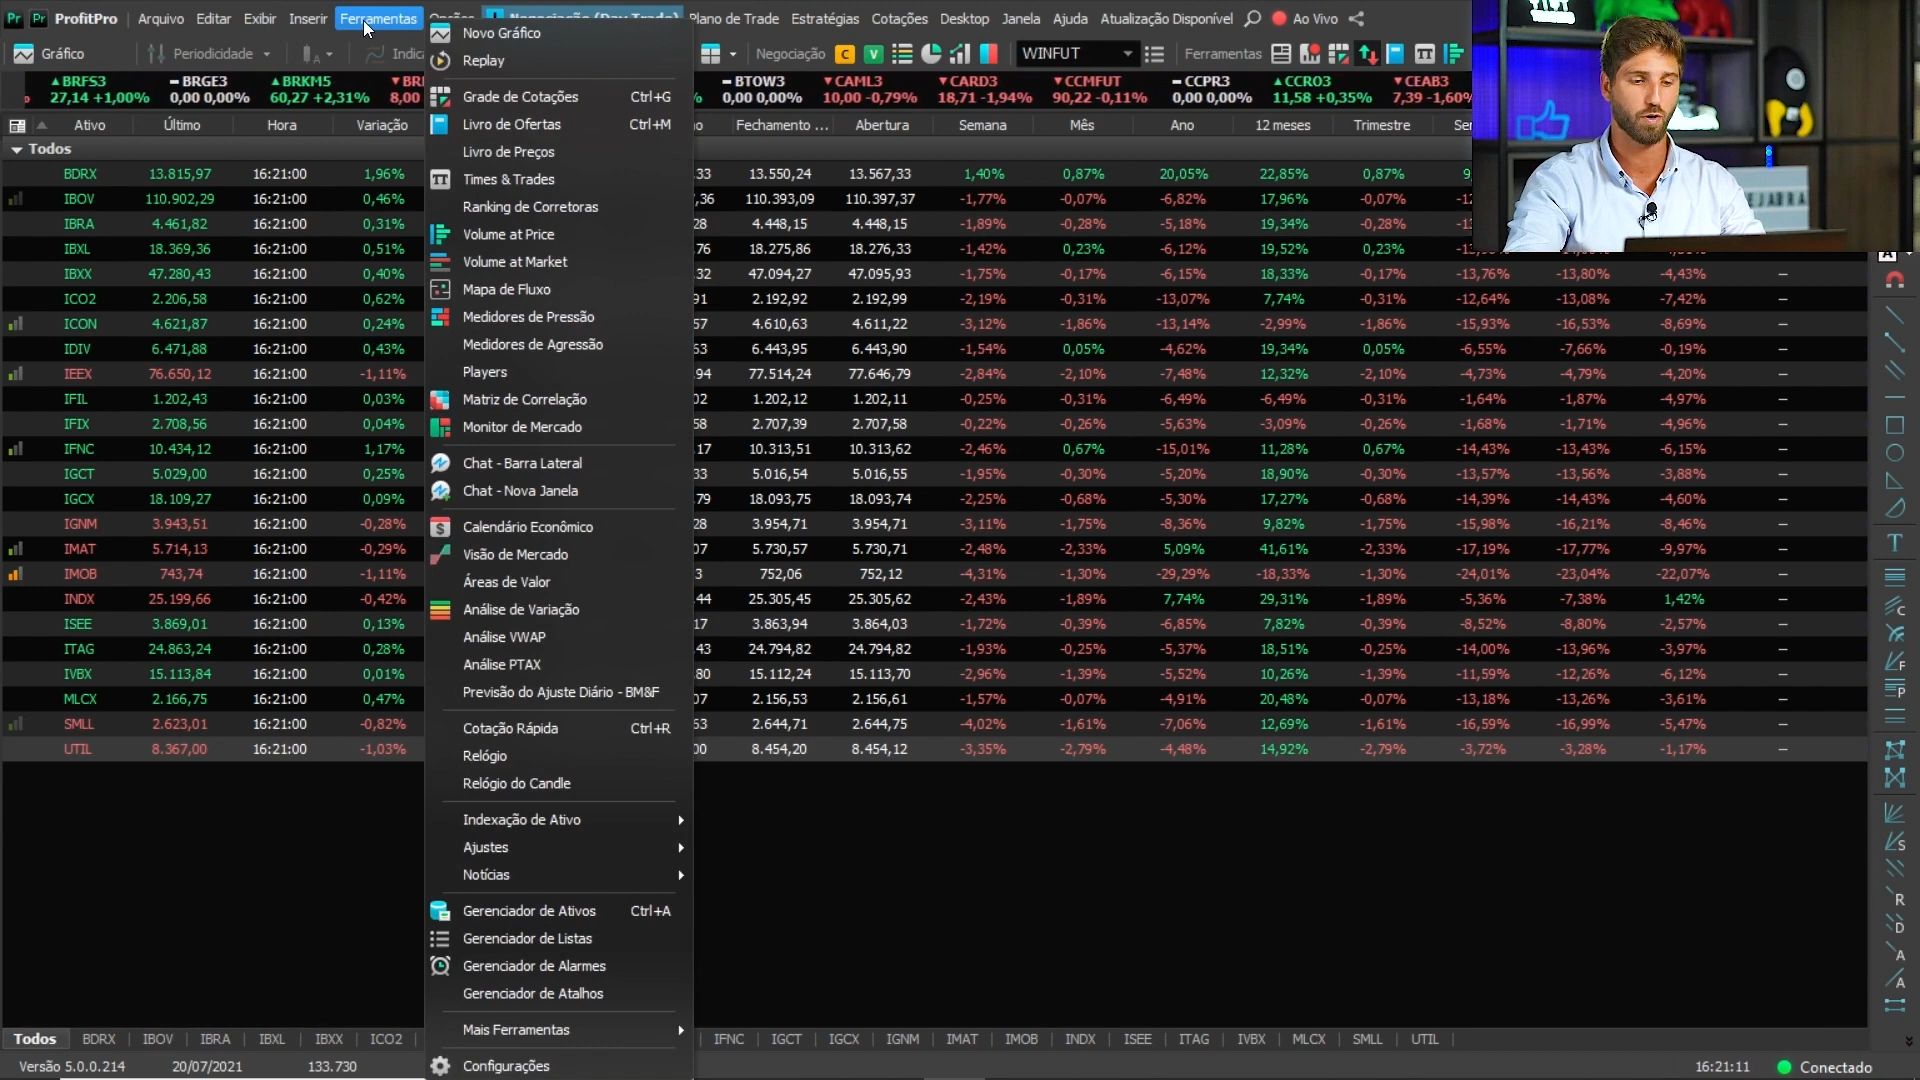 Pr Pr ProfitPro Arquivo Editar Exibir Inserir Ferramentas Plano de Trade Estratégias Cotações Desktop Janela Ajuda Atualização Disponível Ao Vivo
Gráfico Periodicidade Negociação C V WINFUT Ferramentas
BRFS3 BRGE3 BRKM5 BTOW3 CAML3 CARD3 CCMFUT CCPR3 CCRO3 CEAB3
27,14 +1,00% 0,00 0,00% 60,27 +2,31% 8,00 0,00 0,00% 10,00 -0,79% 18,71 -1,94% 90,22 -0,11% 0,00 0,00% 11,58 +0,35% 7,39 -1,60%
Ativo Último Hora Variação Fechamento ... Abertura Semana Mês Ano 12 meses Trimestre
Todos
BDRX 13.815,97 16:21:00 1,96% 33 13.550,24 13.567,33 1,40% 0,87% 20,05% 22,85% 0,87%
IBOV 110.902,29 16:21:00 0,46% ,36 110.393,09 110.397,37 -1,77% -0,07% -6,82% 17,96% -0,07%
IBRA 4.461,82 16:21:00 0,31% 28 4.448,15 4.448,15 -1,89% -0,28% -5,18% 19,34% -0,28%
IBXL 18.369,36 16:21:00 0,51% 76 18.275,86 18.276,33 -1,42% 0,23% -6,12% 19,52% 0,23%
IBXX 47.280,43 16:21:00 0,40% 32 47.094,27 47.095,93 -1,75% -0,17% -6,15% 18,33% -0,17% -13,76% -13,80% -4,43%
ICO2 2.206,58 16:21:00 0,62% 91 2.192,92 2.192,99 -2,19% -0,31% -13,07% 7,74% -0,31% -12,64% -13,08% -7,42% –
ICON 4.621,87 16:21:00 0,24% 57 4.610,63 4.611,22 -3,12% -1,86% -13,14% -2,99% -1,86% -15,93% -16,53% -8,69% –
IDIV 6.471,88 16:21:00 0,43% 63 6.443,95 6.443,90 -1,54% 0,05% -4,62% 19,34% 0,05% -6,55% -7,66% -0,19% –
IEEX 76.650,12 16:21:00 -1,11% 94 77.514,24 77.646,79 -2,84% -2,10% -7,48% 12,32% -2,10% -4,73% -4,79% -4,20% –
IFIL 1.202,43 16:21:00 0,03% 02 1.202,12 1.202,11 -0,25% -0,31% -6,49% -6,49% -0,31% -1,64% -1,87% -4,97% –
IFIX 2.708,56 16:21:00 0,04% 58 2.707,39 2.707,58 -0,22% -0,26% -5,63% -3,09% -0,26% -1,68% -1,71% -4,96% –
IFNC 10.434,12 16:21:00 1,17% 17 10.313,51 10.313,62 -2,46% 0,67% -15,01% 11,28% 0,67% -14,43% -13,43% -6,15% –
IGCT 5.029,00 16:21:00 0,25% 33 5.016,54 5.016,55 -1,95% -0,30% -5,20% 18,90% -0,30% -13,57% -13,56% -3,88% –
IGCX 18.109,27 16:21:00 0,09% 79 18.093,75 18.093,74 -2,25% -0,68% -5,30% 17,27% -0,68% -14,39% -14,43% -4,60% –
IGNM 3.943,51 16:21:00 -0,28% 28 3.954,71 3.954,71 -3,11% -1,75% -8,36% 9,82% -1,75% -15,98% -16,21% -8,46% –
IMAT 5.714,13 16:21:00 -0,29% 07 5.730,57 5.730,71 -2,48% -2,33% 5,09% 41,61% -2,33% -17,19% -17,77% -9,97% –
IMOB 743,74 16:21:00 -1,11% 3 752,06 752,12 -4,31% -1,30% -29,29% -18,33% -1,30% -24,01% -23,04% -22,07% –
INDX 25.199,66 16:21:00 -0,42% 44 25.305,45 25.305,62 -2,43% -1,89% 7,74% 29,31% -1,89% -5,36% -7,38% 1,42% –
ISEE 3.869,01 16:21:00 0,13% 17 3.863,94 3.864,03 -1,72% -0,39% -6,85% 7,82% -0,39% -8,52% -8,80% -2,57% –
ITAG 24.863,24 16:21:00 0,28% 43 24.794,82 24.794,82 -1,93% -0,25% -5,37% 18,51% -0,25% -14,00% -13,96% -3,97% –
IVBX 15.113,84 16:21:00 0,01% 80 15.112,24 15.113,70 -2,96% -1,39% -5,52% 10,26% -1,39% -11,59% -12,26% -6,12% –
MLCX 2.166,75 16:21:00 0,47% 07 2.156,53 2.156,61 -1,57% -0,07% -4,91% 20,48% -0,07% -13,18% -13,26% -3,61% –
SMLL 2.623,01 16:21:00 -0,82% 63 2.644,71 2.644,75 -4,02% -1,61% -7,06% 12,69% -1,61% -16,59% -16,99% -5,47% –
UTIL 8.367,00 16:21:00 -1,03% 00 8.454,20 8.454,12 -3,35% -2,79% -4,48% 14,92% -2,79% -3,72% -3,28% -1,17% –
Novo Gráfico
Replay
Grade de Cotações Ctrl+G
Livro de Ofertas Ctrl+M
Livro de Preços
Times & Trades
Ranking de Corretoras
Volume at Price
Volume at Market
Mapa de Fluxo
Medidores de Pressão
Medidores de Agressão
Players
Matriz de Correlação
Monitor de Mercado
Chat - Barra Lateral
Chat - Nova Janela
Calendário Econômico
Visão de Mercado
Áreas de Valor
Análise de Variação
Análise VWAP
Análise PTAX
Previsão do Ajuste Diário - BM&F
Cotação Rápida Ctrl+R
Relógio
Relógio do Candle
Indexação de Ativo
Ajustes
Notícias
Gerenciador de Ativos Ctrl+A
Gerenciador de Listas
Gerenciador de Alarmes
Gerenciador de Atalhos
Mais Ferramentas
Configurações
Todos BDRX IBOV IBRA IBXL IBXX ICO2 IFNC IGCT IGCX IGNM IMAT IMOB INDX ISEE ITAG IVBX MLCX SMLL UTIL
Versão 5.0.0.214 20/07/2021 133.730 16:21:11 Conectado